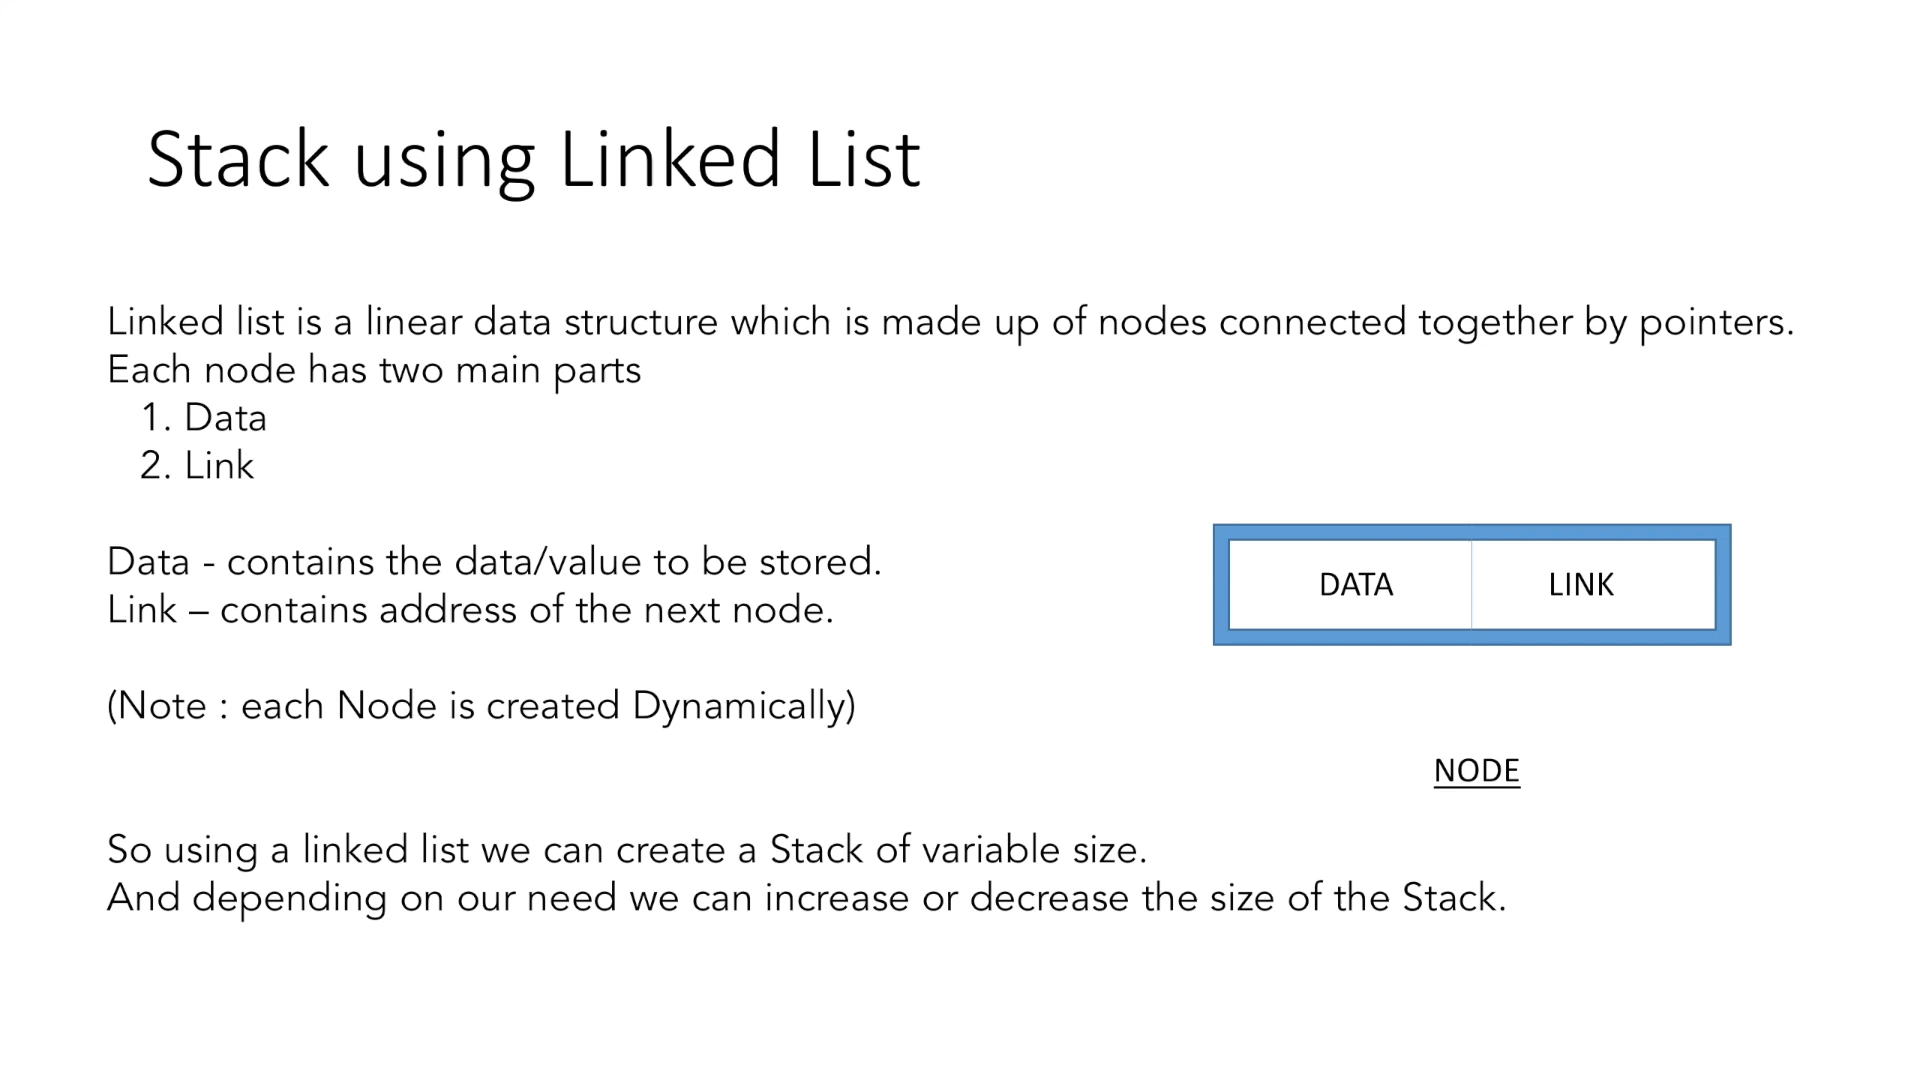 Stack using Linked List
Linked list is a linear data structure which is made up of nodes connected together by pointers.
Each node has two main parts
1. Data
2. Link
Data - contains the data/value to be stored.
Link – contains address of the next node.
DATA LINK
(Note : each Node is created Dynamically)
NODE
So using a linked list we can create a Stack of variable size.
And depending on our need we can increase or decrease the size of the Stack.